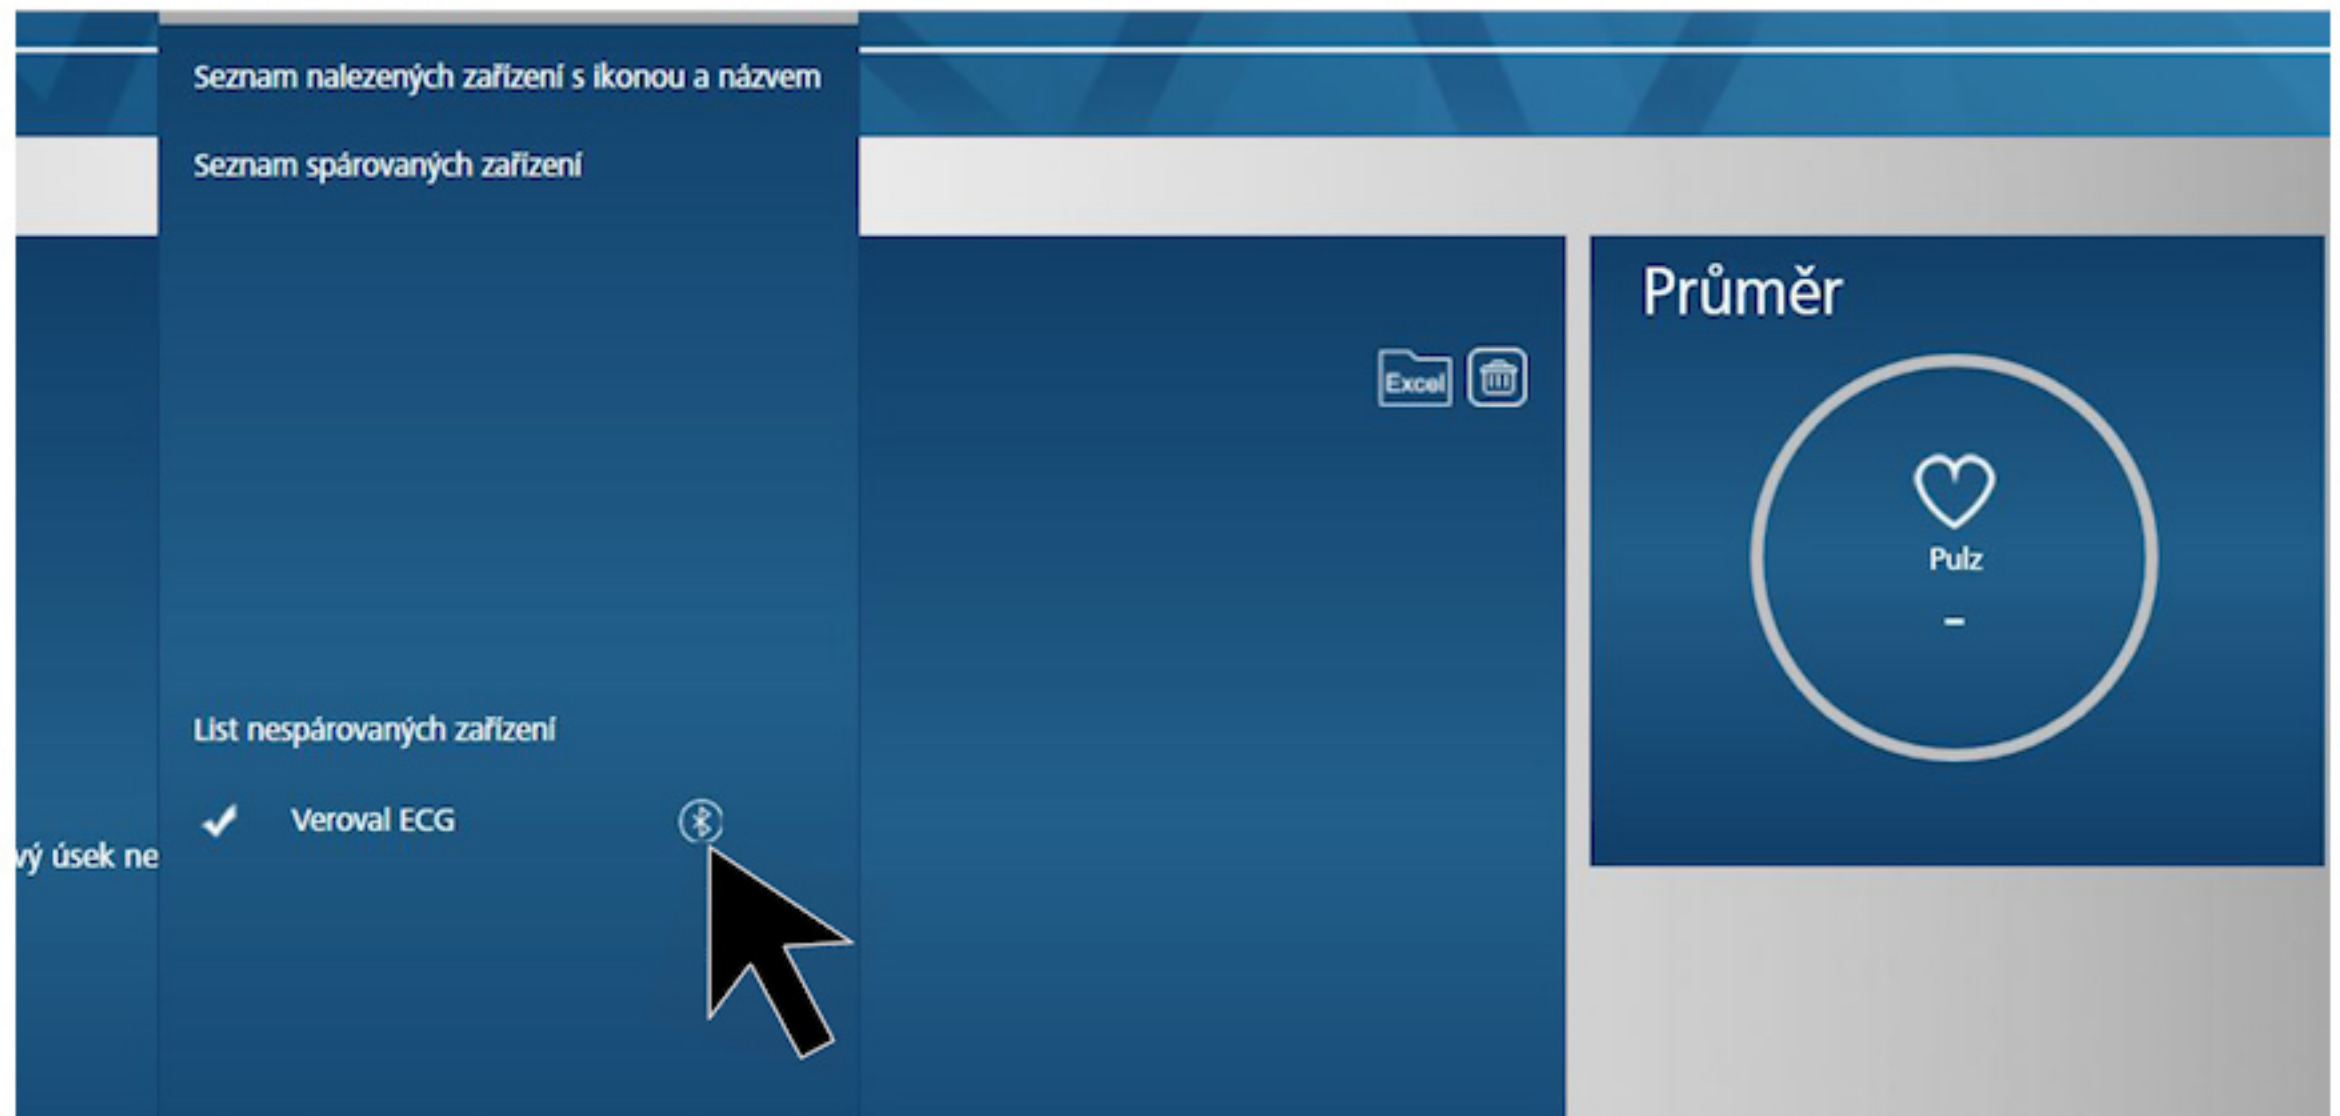 Seznam nalezených zařízení s ikonou a názvem
Seznam spárovaných zařízení
Průměr
Excel
Pulz
–
List nespárovaných zařízení
Veroval ECG
vý úsek ne